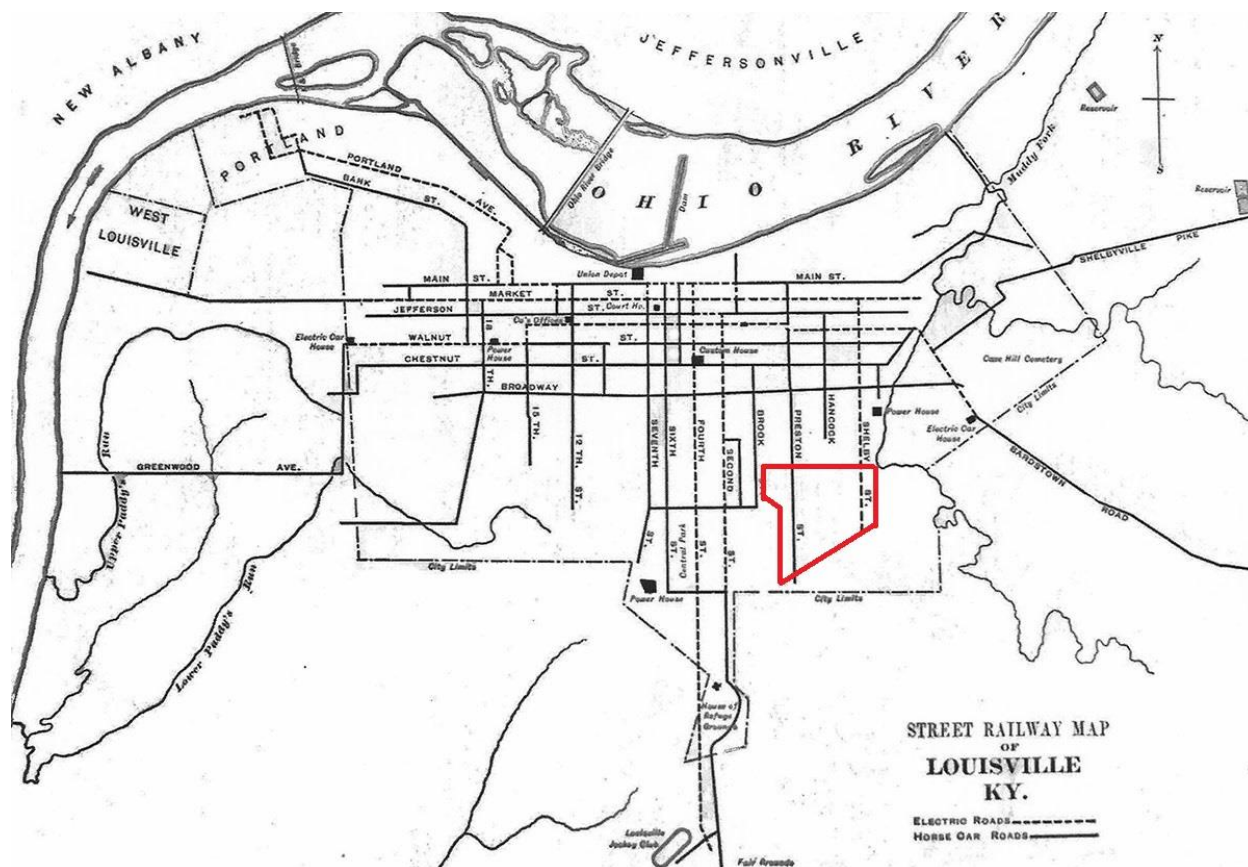 NEW ALBANY
JEFFERSONVILLE
OHIO RIVER
N
S
Reservoir
Reservoir
Muddy Fork
Bridge
PORTLAND
PORTLAND AVE.
BANK ST.
WEST LOUISVILLE
Ohio River Bridge
Dam
SHELBYVILLE PIKE
Union Depot
MAIN ST.
MAIN ST.
MARKET ST.
JEFFERSON ST.
Court Ho.
Co's Offices
Electric Car House
WALNUT ST.
Power House
Custom House
CHESTNUT ST.
Cave Hill Cemetery
City Limits
BROADWAY
18 TH.
15 TH.
12 TH. ST.
SEVENTH ST.
SIXTH ST.
FOURTH ST.
SECOND ST.
BROOK
PRESTON ST.
HANCOCK
SHELBY ST.
Power House
Electric Car House
BARDSTOWN ROAD
GREENWOOD AVE.
Upper Paddy's Run
Lower Paddy's Run
Central Park
City Limits
Power House
City Limits
House of Refuge Grounds
Louisville Jockey Club
Fair Grounds
STREET RAILWAY MAP
OF
LOUISVILLE
KY.
ELECTRIC ROADS
HORSE CAR ROADS